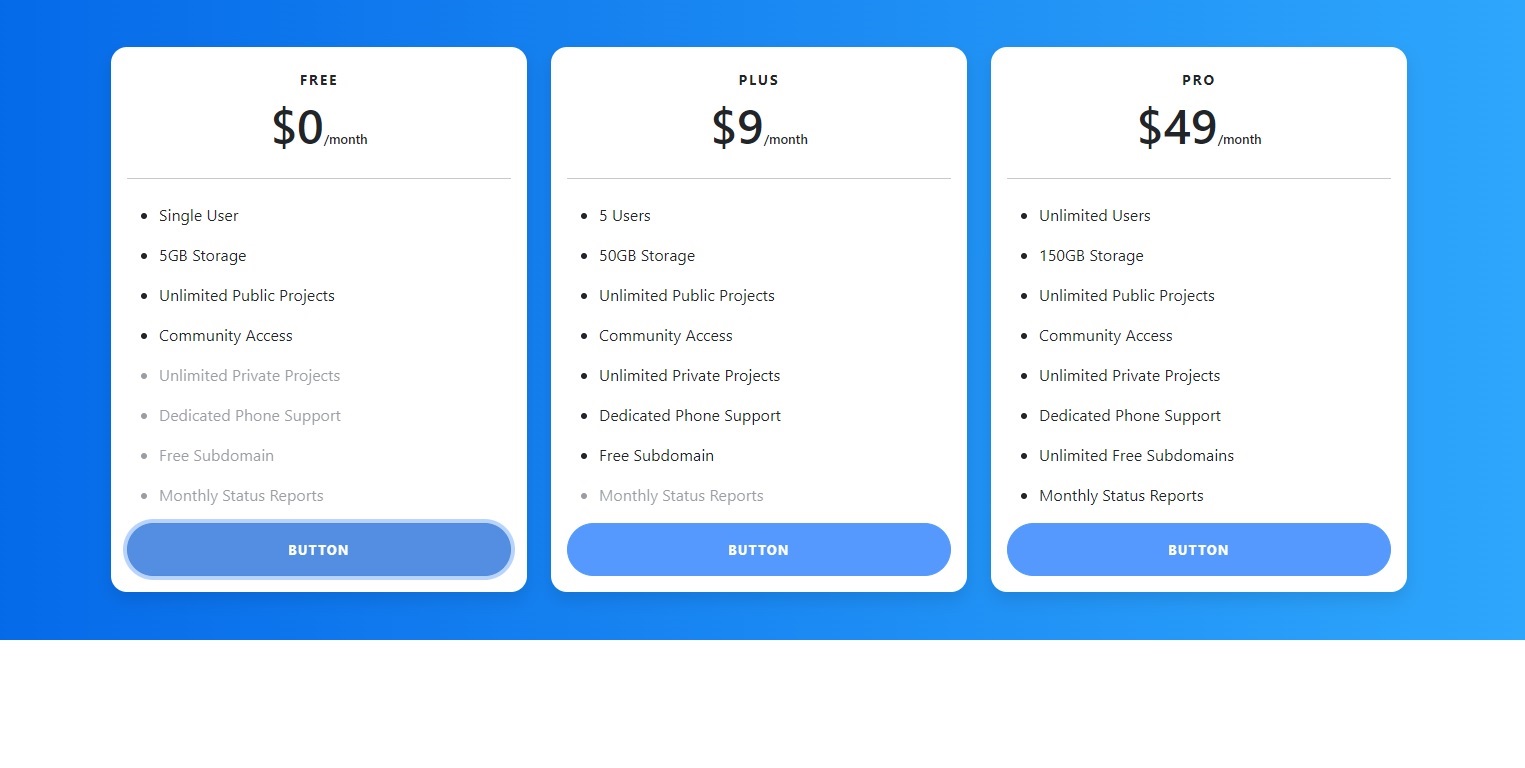 FREE
$0/month
Single User
5GB Storage
Unlimited Public Projects
Community Access
Unlimited Private Projects
Dedicated Phone Support
Free Subdomain
Monthly Status Reports
BUTTON
PLUS
$9/month
5 Users
50GB Storage
Unlimited Public Projects
Community Access
Unlimited Private Projects
Dedicated Phone Support
Free Subdomain
Monthly Status Reports
BUTTON
PRO
$49/month
Unlimited Users
150GB Storage
Unlimited Public Projects
Community Access
Unlimited Private Projects
Dedicated Phone Support
Unlimited Free Subdomains
Monthly Status Reports
BUTTON